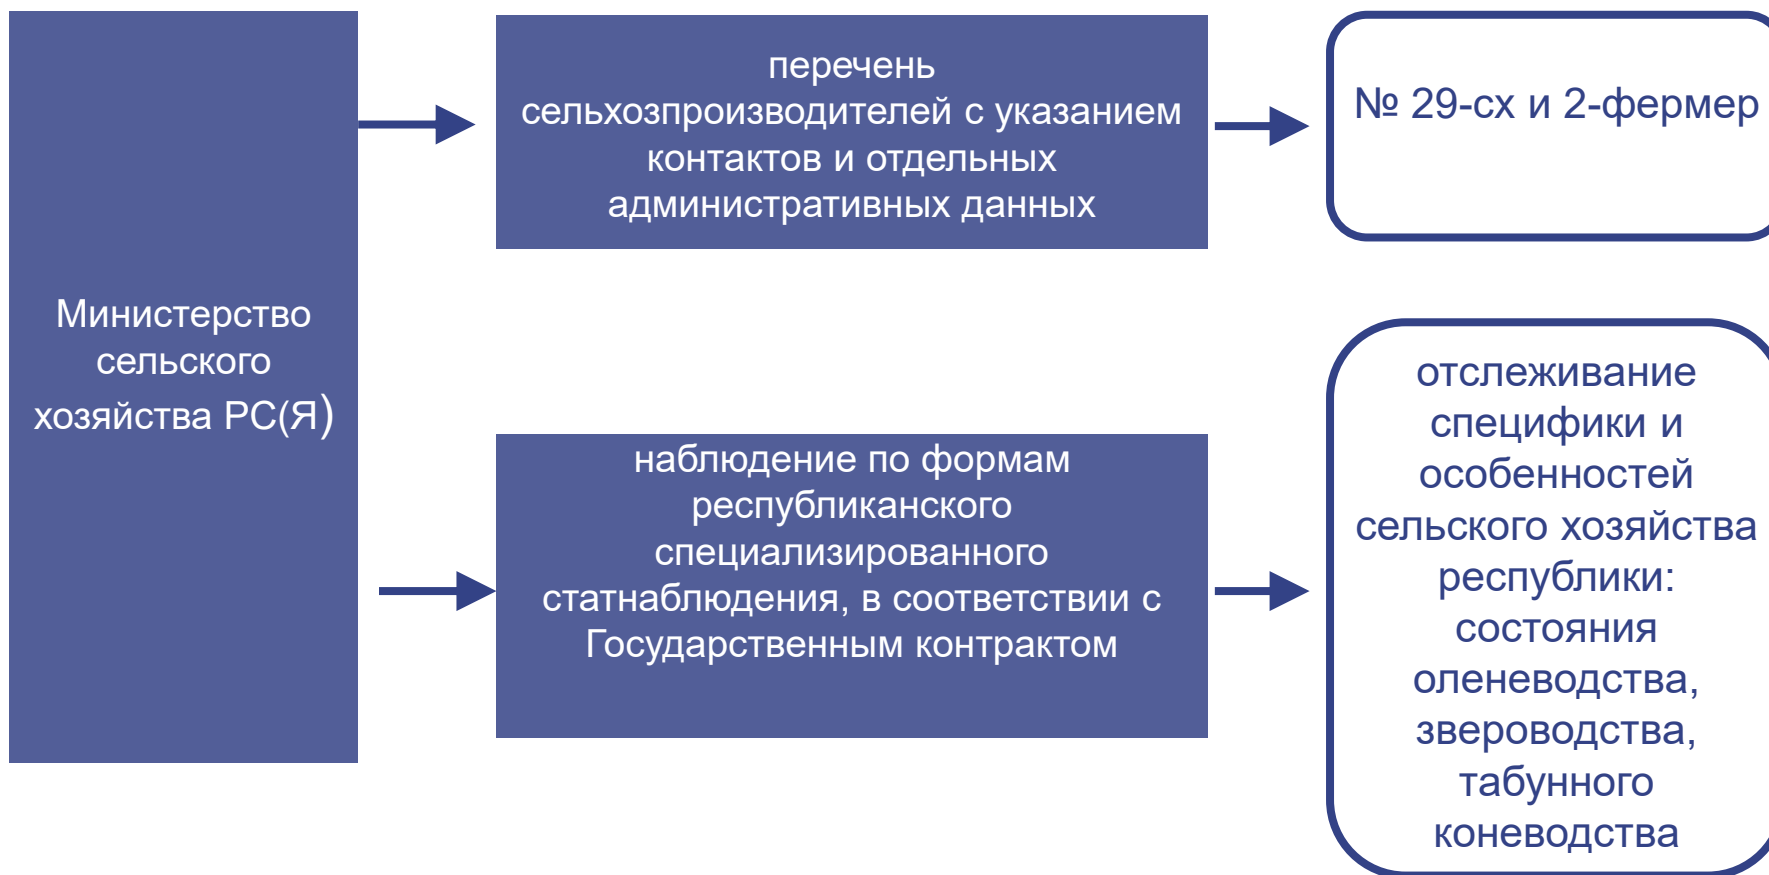 Министерство
сельского
хозяйства РС(Я)
перечень
сельхозпроизводителей с указанием
контактов и отдельных
административных данных
№ 29-сх и 2-фермер
наблюдение по формам
республиканского
специализированного
статнаблюдения, в соответствии с
Государственным контрактом
отслеживание
специфики и
особенностей
сельского хозяйства
республики:
состояния
оленеводства,
звероводства,
табунного
коневодства